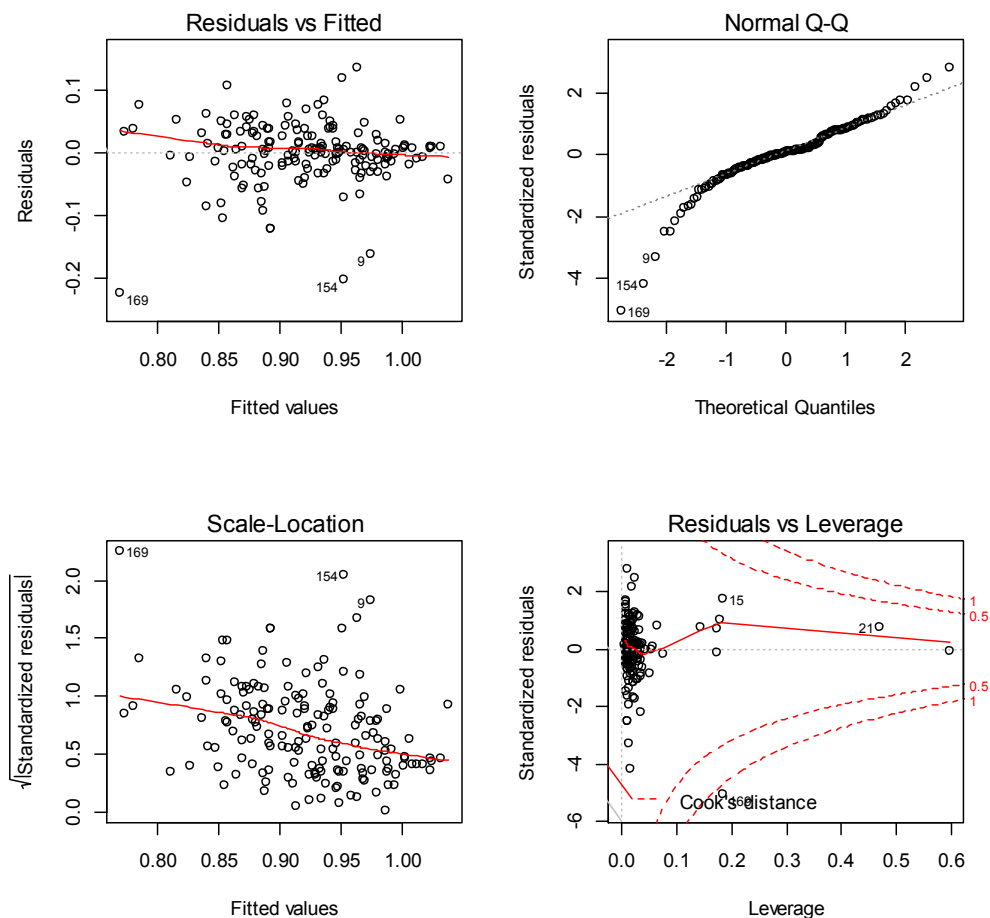 Residuals vs Fitted
Residuals
0.1
0.0
-0.1
-0.2
9
154
169
0.80 0.85 0.90 0.95 1.00
Fitted values
Normal Q-Q
Standardized residuals
2
0
-2
-4
9
154
169
-2 -1 0 1 2
Theoretical Quantiles
Scale-Location
√|Standardized residuals|
2.0
1.5
1.0
0.5
0.0
169
154
9
0.80 0.85 0.90 0.95 1.00
Fitted values
Residuals vs Leverage
Standardized residuals
2
0
-2
-4
-6
15
21
1
0.5
0.5
1
Cook's distance
169
0.0 0.1 0.2 0.3 0.4 0.5 0.6
Leverage